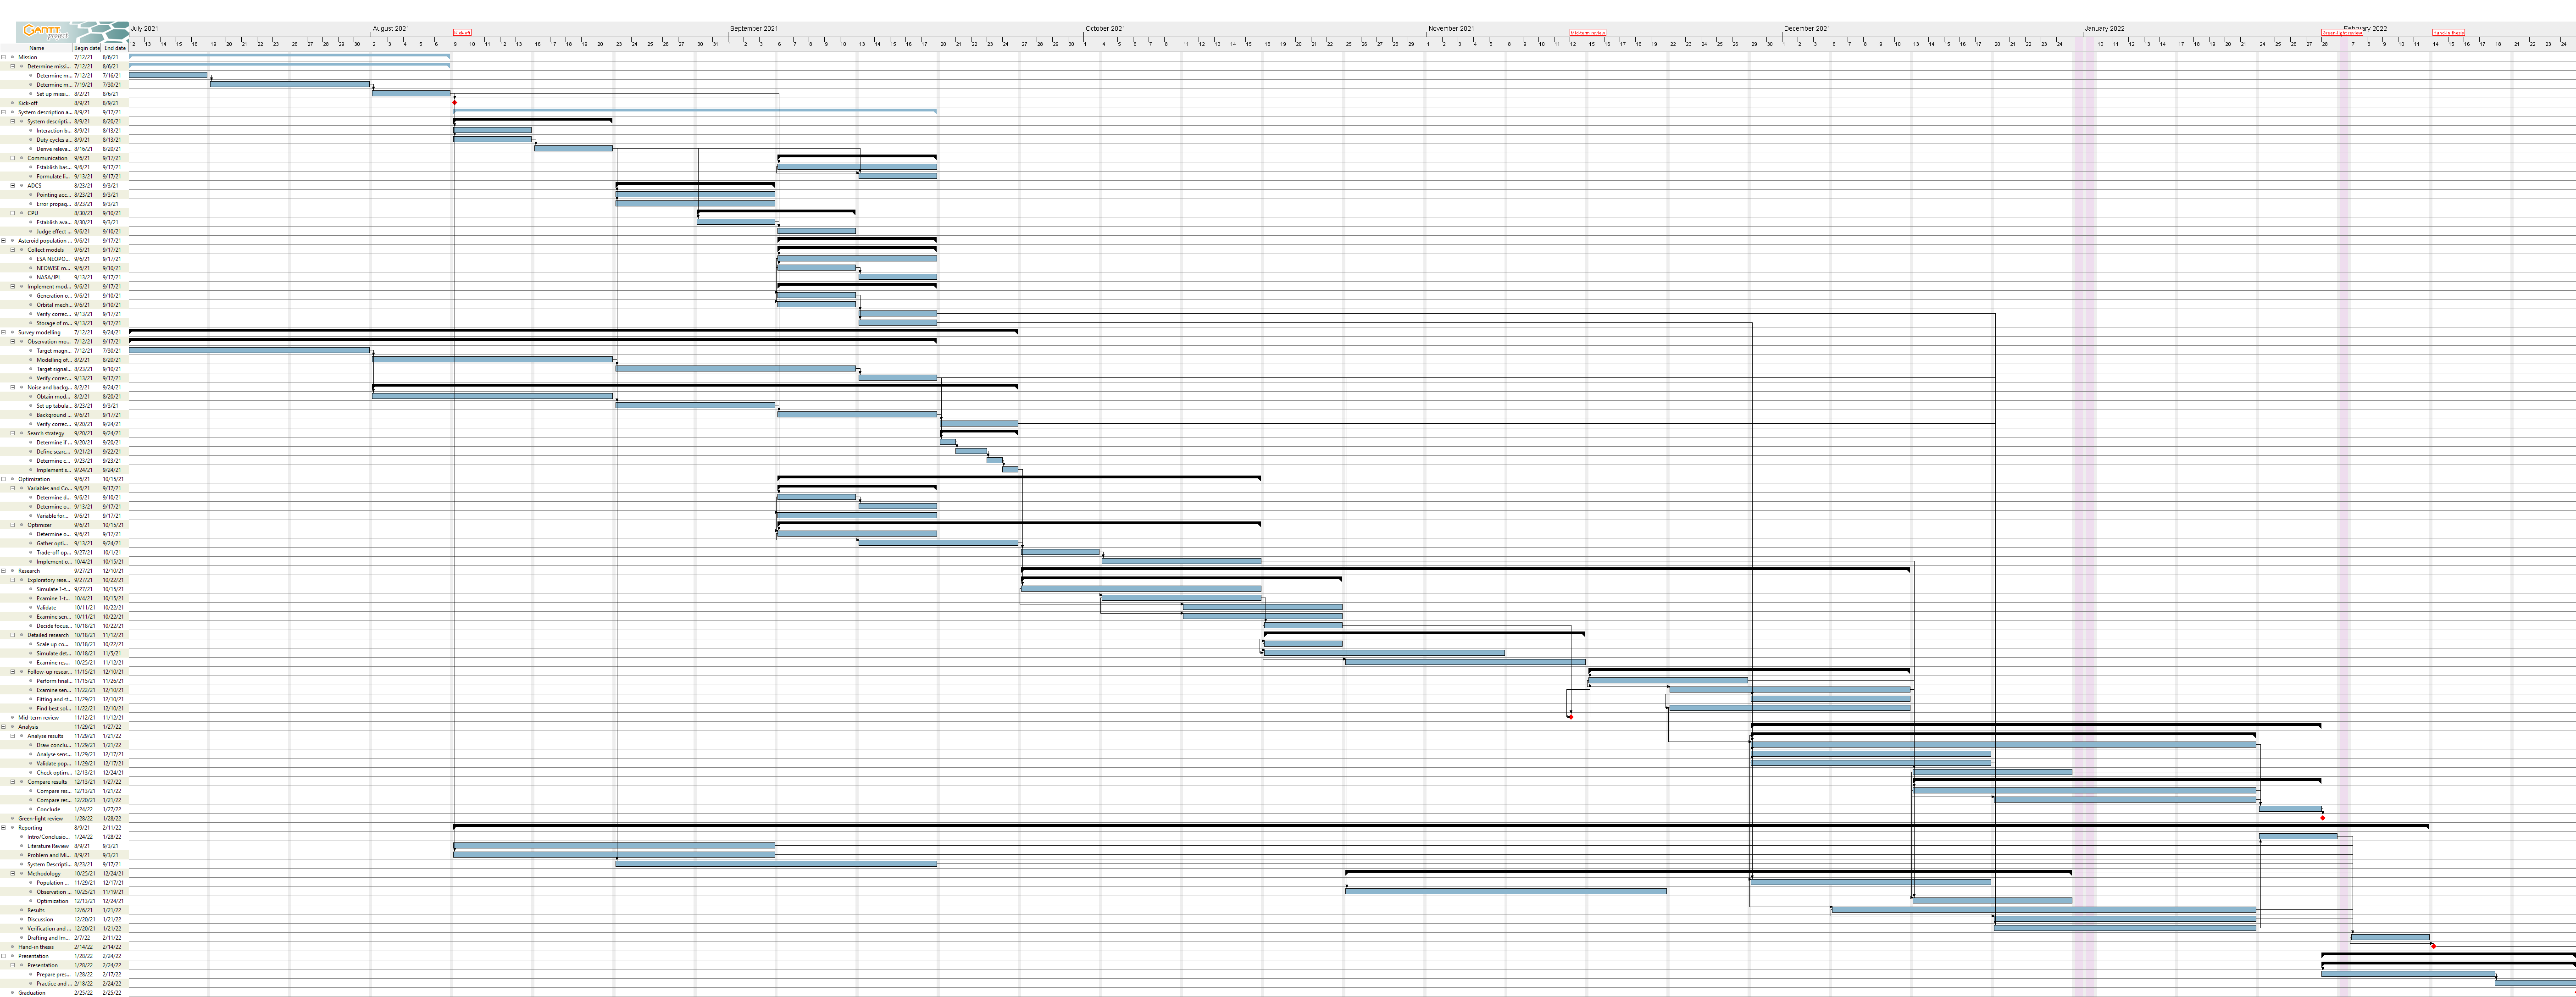 GANTT project
July 2021 August 2021 September 2021 October 2021 November 2021 December 2021 January 2022 February 2022
Kick-off Mid-term review Green-light review Hand-in thesis
Name Begin date End date
Mission 7/12/21 8/6/21
Determine missi... 7/12/21 8/6/21
Determine m... 7/12/21 7/16/21
Determine m... 7/19/21 7/30/21
Set up missi... 8/2/21 8/6/21
Kick-off 8/9/21 8/9/21
System description a... 8/9/21 9/17/21
System descripti... 8/9/21 8/20/21
Interaction b... 8/9/21 8/13/21
Duty cycles a... 8/9/21 8/13/21
Derive releva... 8/16/21 8/20/21
Communication 9/6/21 9/17/21
Establish bas... 9/6/21 9/17/21
Formulate li... 9/13/21 9/17/21
ADCS 8/23/21 9/3/21
Pointing acc... 8/23/21 9/3/21
Error propag... 8/23/21 9/3/21
CPU 8/30/21 9/10/21
Establish ava... 8/30/21 9/3/21
Judge effect ... 9/6/21 9/10/21
Asteroid population ... 9/6/21 9/17/21
Collect models 9/6/21 9/17/21
ESA NEOPO... 9/6/21 9/17/21
NEOWISE m... 9/6/21 9/10/21
NASA/JPL 9/13/21 9/17/21
Implement mod... 9/6/21 9/17/21
Generation o... 9/6/21 9/10/21
Orbital mech... 9/6/21 9/10/21
Verify correc... 9/13/21 9/17/21
Storage of m... 9/13/21 9/17/21
Survey modelling 7/12/21 9/24/21
Observation mo... 7/12/21 9/17/21
Target magn... 7/12/21 7/30/21
Modelling of... 8/2/21 8/20/21
Target signal... 8/23/21 9/10/21
Verify correc... 9/13/21 9/17/21
Noise and backg... 8/2/21 9/24/21
Obtain mod... 8/2/21 8/20/21
Set up tabula... 8/23/21 9/3/21
Background ... 9/6/21 9/17/21
Verify correc... 9/20/21 9/24/21
Search strategy 9/20/21 9/24/21
Determine if ... 9/20/21 9/20/21
Define searc... 9/21/21 9/22/21
Determine c... 9/23/21 9/23/21
Implement s... 9/24/21 9/24/21
Optimization 9/6/21 10/15/21
Variables and Co... 9/6/21 9/17/21
Determine d... 9/6/21 9/10/21
Determine o... 9/13/21 9/17/21
Variable for... 9/6/21 9/17/21
Optimizer 9/6/21 10/15/21
Determine o... 9/6/21 9/17/21
Gather opti... 9/13/21 9/24/21
Trade-off op... 9/27/21 10/1/21
Implement o... 10/4/21 10/15/21
Research 9/27/21 12/10/21
Exploratory rese... 9/27/21 10/22/21
Simulate 1-t... 9/27/21 10/15/21
Examine 1-t... 10/4/21 10/15/21
Validate 10/11/21 10/22/21
Examine sen... 10/11/21 10/22/21
Decide focus... 10/18/21 10/22/21
Detailed research 10/18/21 11/12/21
Scale up co... 10/18/21 10/22/21
Simulate det... 10/18/21 11/5/21
Examine res... 10/25/21 11/12/21
Follow-up resear... 11/15/21 12/10/21
Perform final... 11/15/21 11/26/21
Examine sen... 11/22/21 12/10/21
Fitting and st... 11/29/21 12/10/21
Find best sol... 11/22/21 12/10/21
Mid-term review 11/12/21 11/12/21
Analysis 11/29/21 1/27/22
Analyse results 11/29/21 1/21/22
Draw conclu... 11/29/21 1/21/22
Analyse sens... 11/29/21 12/17/21
Validate pop... 11/29/21 12/17/21
Check optim... 12/13/21 12/24/21
Compare results 12/13/21 1/27/22
Compare res... 12/13/21 1/21/22
Compare res... 12/20/21 1/21/22
Conclude 1/24/22 1/27/22
Green-light review 1/28/22 1/28/22
Reporting 8/9/21 2/11/22
Intro/Conclusio... 1/24/22 1/28/22
Literature Review 8/9/21 9/3/21
Problem and Mi... 8/9/21 9/3/21
System Descripti... 8/23/21 9/17/21
Methodology 10/25/21 12/24/21
Population ... 11/29/21 12/17/21
Observation ... 10/25/21 11/19/21
Optimization 12/13/21 12/24/21
Results 12/6/21 1/21/22
Discussion 12/20/21 1/21/22
Verification and ... 12/20/21 1/21/22
Drafting and Im... 2/7/22 2/11/22
Hand-in thesis 2/14/22 2/14/22
Presentation 1/28/22 2/24/22
Presentation 1/28/22 2/24/22
Prepare pres... 1/28/22 2/17/22
Practice and ... 2/18/22 2/24/22
Graduation 2/25/22 2/25/22